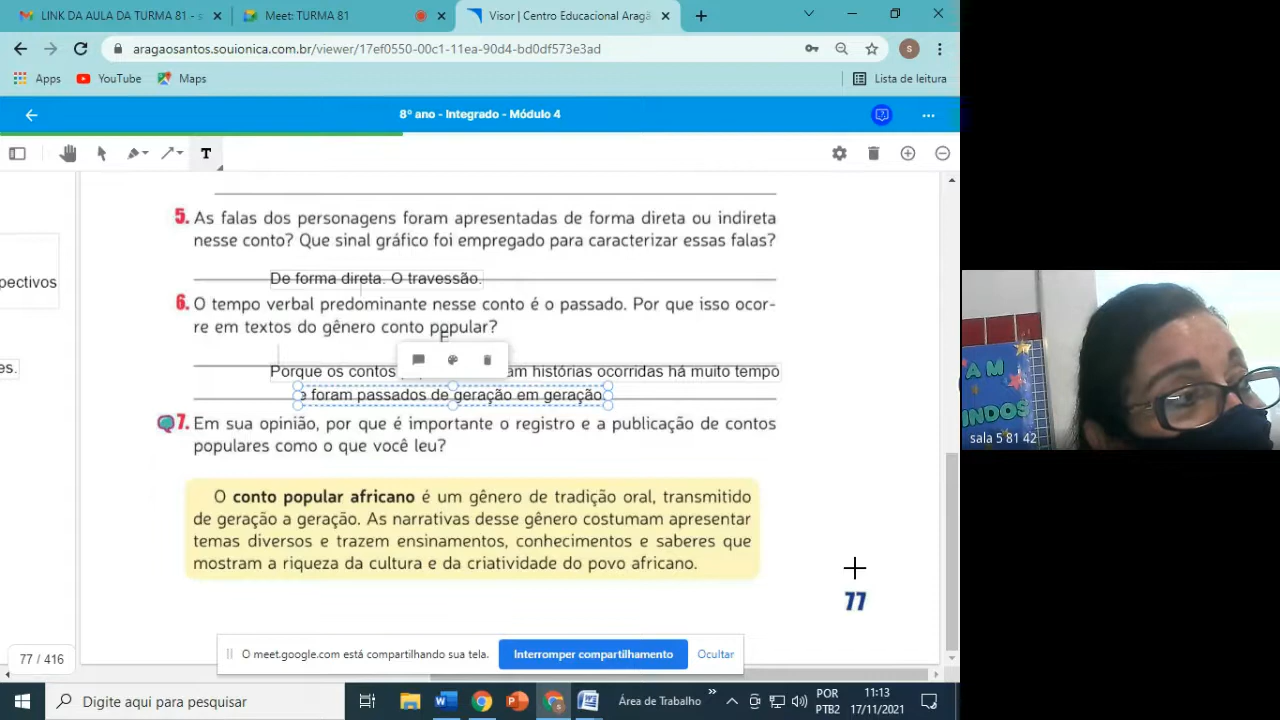 LINK DA AULA DA TURMA 81 - s
Meet: TURMA 81
Visor | Centro Educacional Aragã
aragaosantos.souionica.com.br/viewer/17ef0550-00c1-11ea-90d4-bd0df573e3ad
s
Apps
YouTube
Maps
Lista de leitura
8º ano - Integrado - Módulo 4
T
5. As falas dos personagens foram apresentadas de forma direta ou indireta
nesse conto? Que sinal gráfico foi empregado para caracterizar essas falas?
pectivos
De forma direta. O travessão.
6. O tempo verbal predominante nesse conto é o passado. Por que isso ocor-
re em textos do gênero conto popular?
E
es.
Porque os contos am histórias ocorridas há muito tempo
e foram passados de geração em geração.
7. Em sua opinião, por que é importante o registro e a publicação de contos
populares como o que você leu?
O conto popular africano é um gênero de tradição oral, transmitido
de geração a geração. As narrativas desse gênero costumam apresentar
temas diversos e trazem ensinamentos, conhecimentos e saberes que
mostram a riqueza da cultura e da criatividade do povo africano.
77
77 / 416
O meet.google.com está compartilhando sua tela.
Interromper compartilhamento
Ocultar
Digite aqui para pesquisar
Área de Trabalho
POR
PTB2
11:13
17/11/2021
AM
INDOS
sala 5 81 42